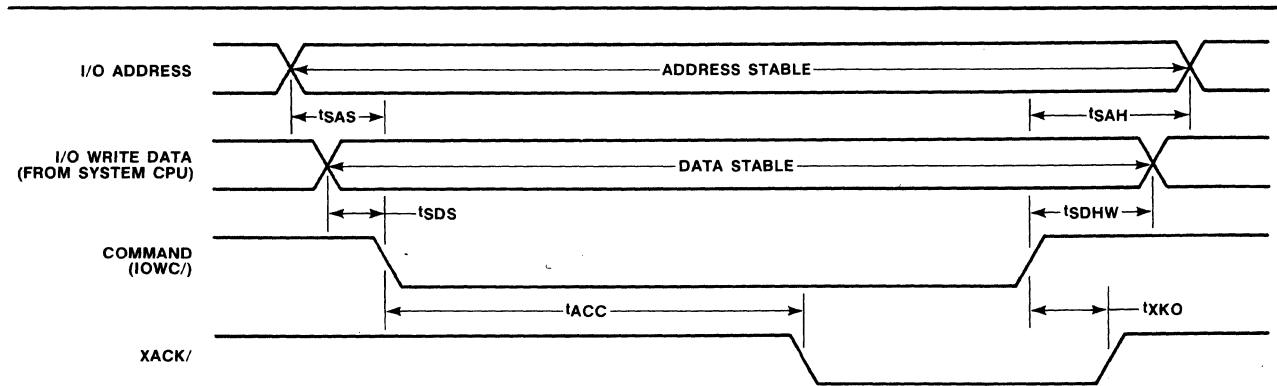 I/O ADDRESS
ADDRESS STABLE
tSAS
tSAH
I/O WRITE DATA
(FROM SYSTEM CPU)
DATA STABLE
tSDS
tSDHW
COMMAND
(IOWC/)
tACC
tXKO
XACK/